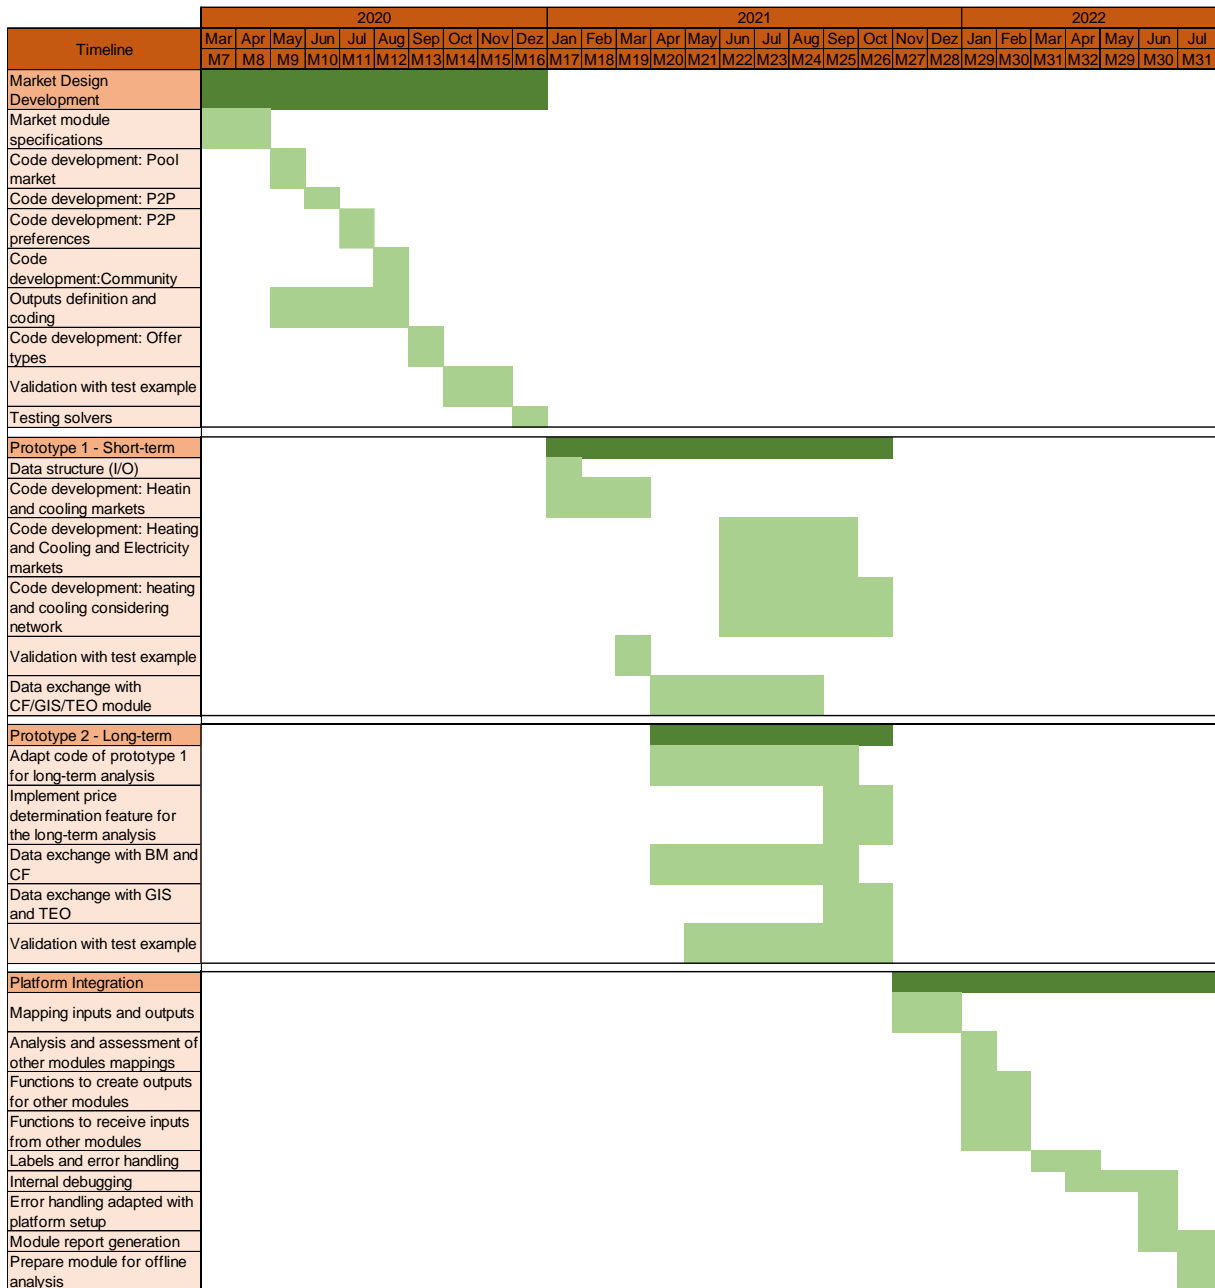 2020 2021 2022
Timeline
Mar Apr May Jun Jul Aug Sep Oct Nov Dez Jan Feb Mar Apr May Jun Jul Aug Sep Oct Nov Dez Jan Feb Mar Apr May Jun Jul
M7 M8 M9 M10 M11 M12 M13 M14 M15 M16 M17 M18 M19 M20 M21 M22 M23 M24 M25 M26 M27 M28 M29 M30 M31 M32 M29 M30 M31
Market Design
Development
Market module
specifications
Code development: Pool
market
Code development: P2P
Code development: P2P
preferences
Code
development:Community
Outputs definition and
coding
Code development: Offer
types
Validation with test example
Testing solvers
Prototype 1 - Short-term
Data structure (I/O)
Code development: Heatin
and cooling markets
Code development: Heating
and Cooling and Electricity
markets
Code development: heating
and cooling considering
network
Validation with test example
Data exchange with
CF/GIS/TEO module
Prototype 2 - Long-term
Adapt code of prototype 1
for long-term analysis
Implement price
determination feature for
the long-term analysis
Data exchange with BM and
CF
Data exchange with GIS
and TEO
Validation with test example
Platform Integration
Mapping inputs and outputs
Analysis and assessment of
other modules mappings
Functions to create outputs
for other modules
Functions to receive inputs
from other modules
Labels and error handling
Internal debugging
Error handling adapted with
platform setup
Module report generation
Prepare module for offline
analysis